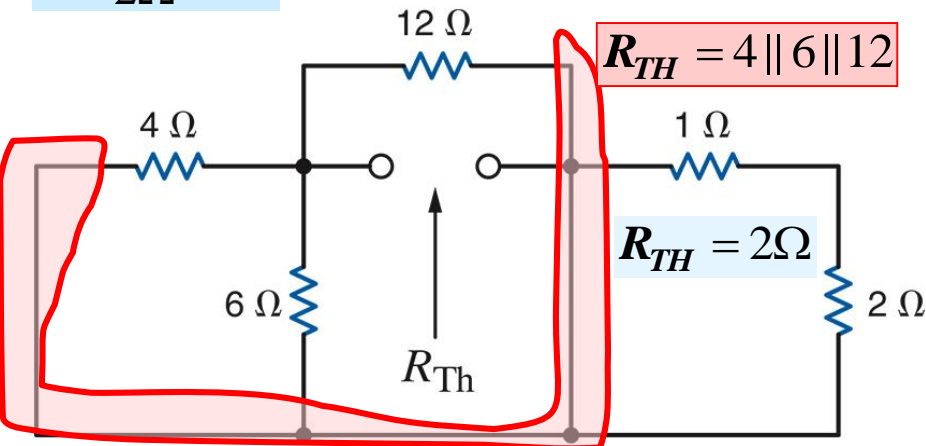 12 Ω
R_TH = 4 || 6 || 12
4 Ω
1 Ω
R_TH = 2Ω
6 Ω
2 Ω
R_Th